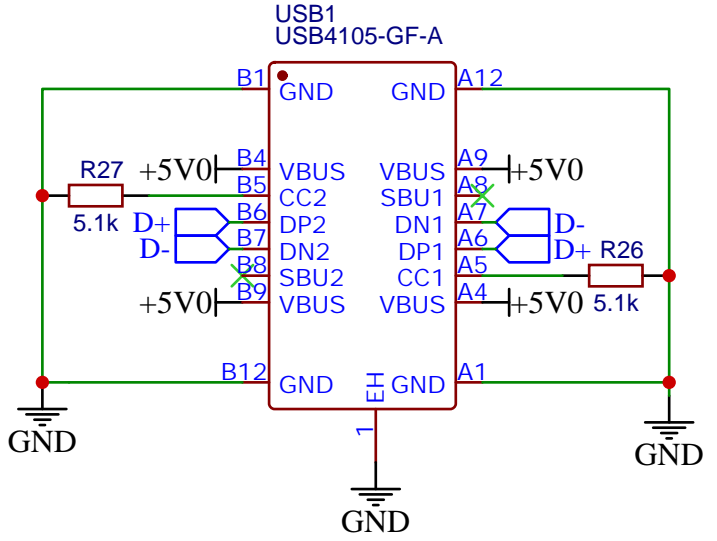 USB1
USB4105-GF-A
B1 GND GND A12
R27 +5V0 B4 VBUS VBUS A9 +5V0
B5 CC2 SBU1 A8
5.1k D+ B6 DP2 DN1 A7 D-
D- B7 DN2 DP1 A6 D+ R26
B8 SBU2 CC1 A5
+5V0 B9 VBUS VBUS A4 +5V0 5.1k
B12 GND EH GND A1
1
GND
GND
GND